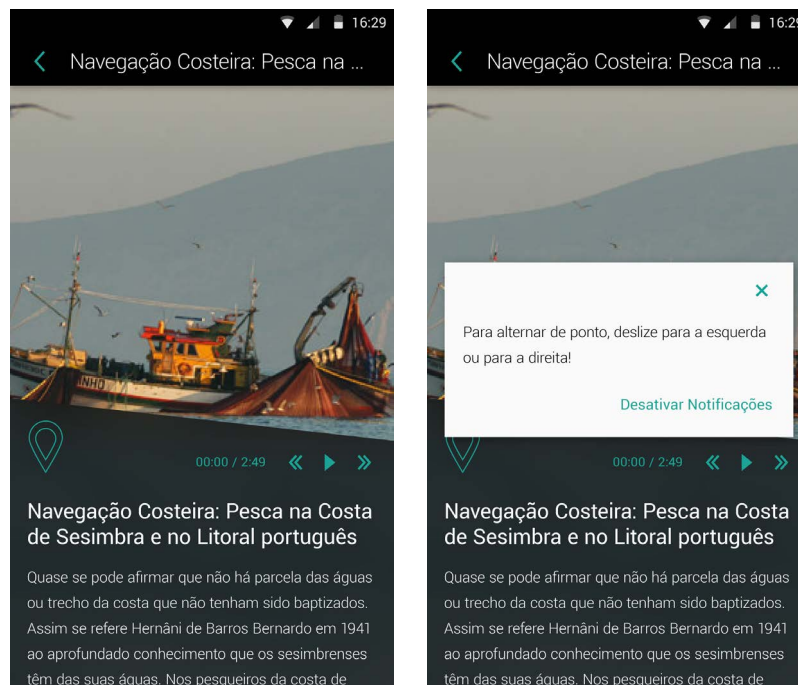 16:29
Navegação Costeira: Pesca na ...
NHO
00:00 / 2:49
Navegação Costeira: Pesca na Costa
de Sesimbra e no Litoral português
Quase se pode afirmar que não há parcela das águas
ou trecho da costa que não tenham sido baptizados.
Assim se refere Hernâni de Barros Bernardo em 1941
ao aprofundado conhecimento que os sesimbrenses
têm das suas águas. Nos pesqueiros da costa de
16:29
Navegação Costeira: Pesca na ...
Para alternar de ponto, deslize para a esquerda
ou para a direita!
Desativar Notificações
00:00 / 2:49
Navegação Costeira: Pesca na Costa
de Sesimbra e no Litoral português
Quase se pode afirmar que não há parcela das águas
ou trecho da costa que não tenham sido baptizados.
Assim se refere Hernâni de Barros Bernardo em 1941
ao aprofundado conhecimento que os sesimbrenses
têm das suas águas. Nos pesqueiros da costa de